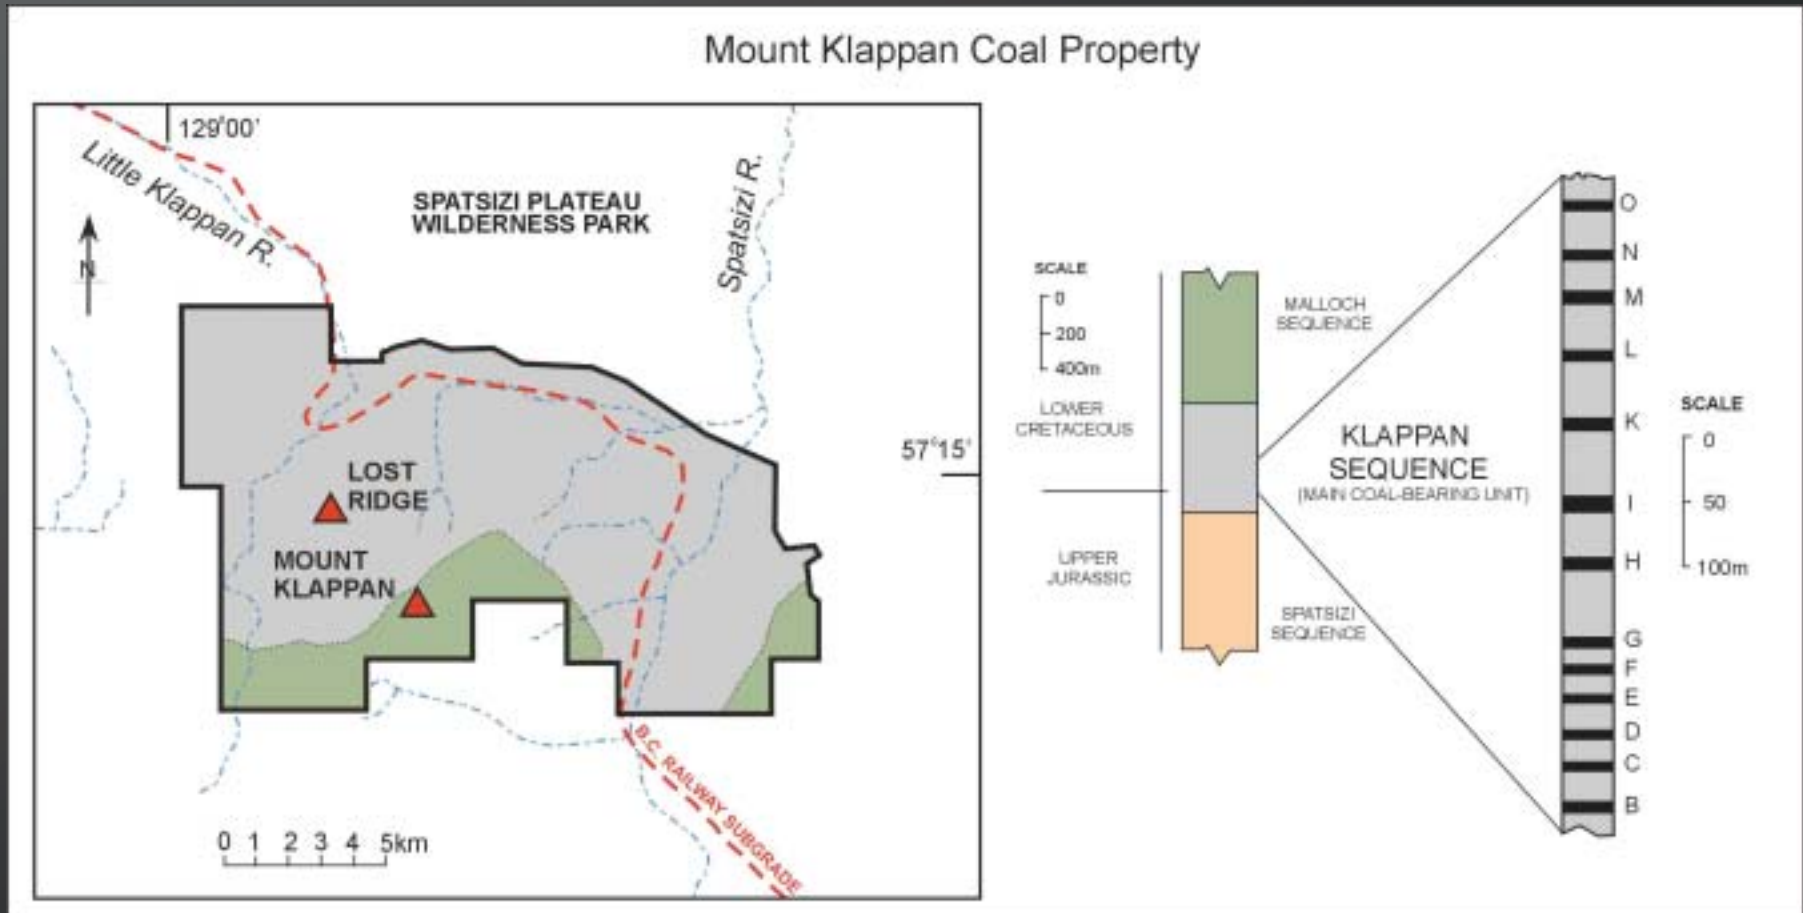 Mount Klappan Coal Property
129°00'
Little Klappan R.
SPATSIZI PLATEAU
WILDERNESS PARK
Spatsizi R.
N
57°15'
LOST
RIDGE
MOUNT
KLAPPAN
B.C. RAILWAY SUBGRADE
0 1 2 3 4 5km
SCALE
0
200
400m
LOWER
CRETACEOUS
UPPER
JURASSIC
MALLOCH
SEQUENCE
KLAPPAN
SEQUENCE
(MAIN COAL-BEARING UNIT)
SPATSIZI
SEQUENCE
O
N
M
L
K
I
H
G
F
E
D
C
B
SCALE
0
50
100m